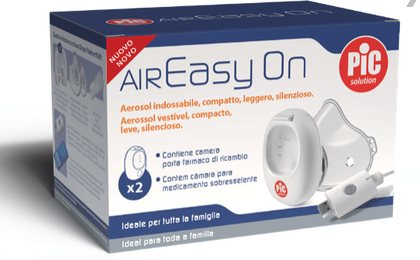 NUOVO
NOVO
AIREasy On
PiC
solution
Aerosol indossabile, compatto, leggero, silenzioso.
Aerossol vestível, compacto,
leve, silencioso.
x2
• Contiene camera
porta farmaco di ricambio
• Contém câmara para
medicamento sobresselente
PiC
Ideale per tutta la famiglia
Ideal para toda a família